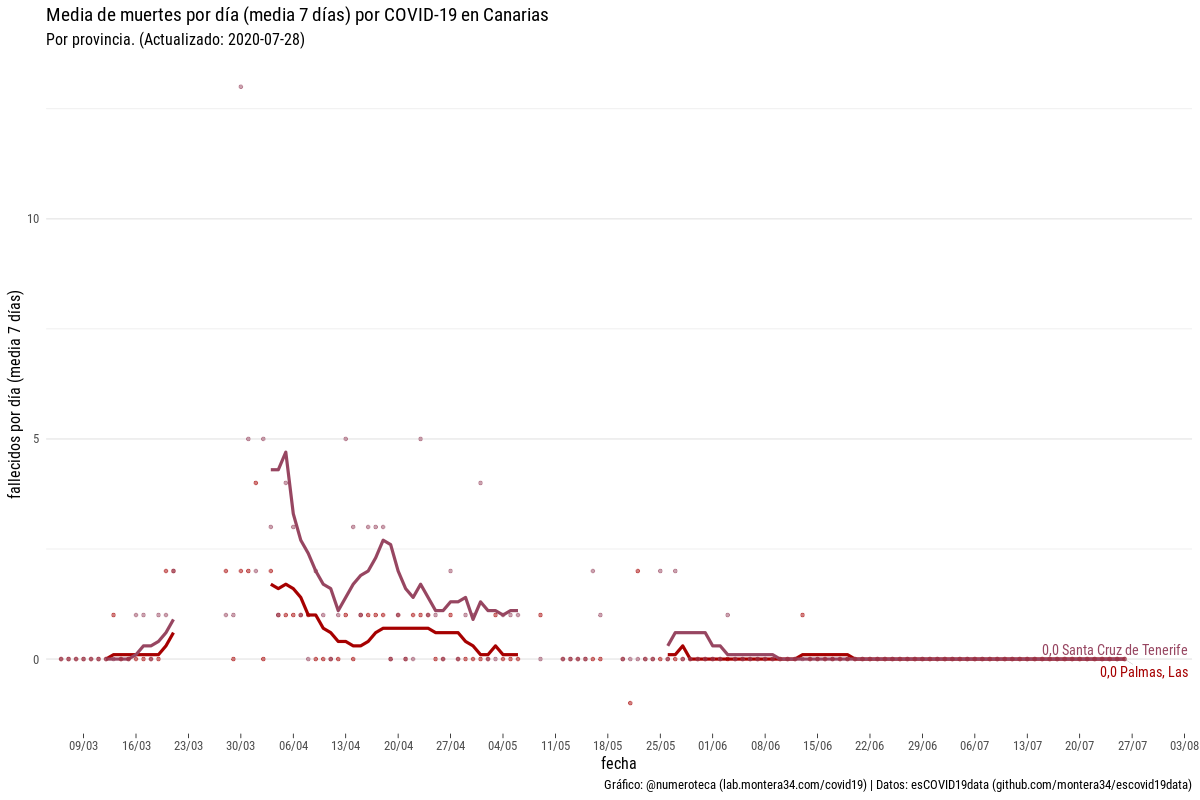 Media de muertes por día (media 7 días) por COVID-19 en Canarias
Por provincia. (Actualizado: 2020-07-28)
fallecidos por día (media 7 días)
10
5
0
0,0 Santa Cruz de Tenerife
0,0 Palmas, Las
09/03 16/03 23/03 30/03 06/04 13/04 20/04 27/04 04/05 11/05 18/05 25/05 01/06 08/06 15/06 22/06 29/06 06/07 13/07 20/07 27/07 03/08
fecha
Gráfico: @numeroteca (lab.montera34.com/covid19) | Datos: esCOVID19data (github.com/montera34/escovid19data)